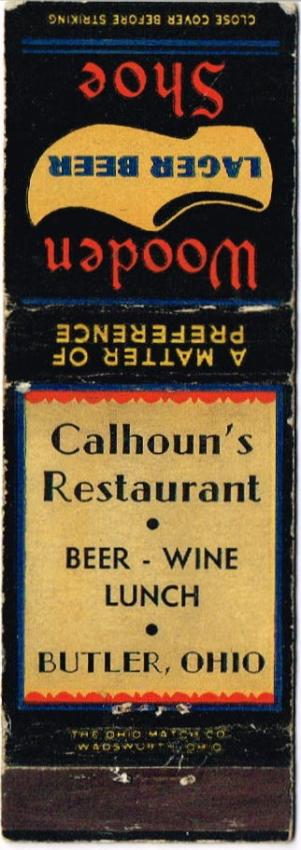 CLOSE COVER BEFORE STRIKING
Wooden
LAGER BEER
Shoe
A MATTER OF
PREFERENCE
Calhoun's
Restaurant
•
BEER - WINE
LUNCH
•
BUTLER, OHIO
THE OHIO MATCH CO.
WADSWORTH, OHIO